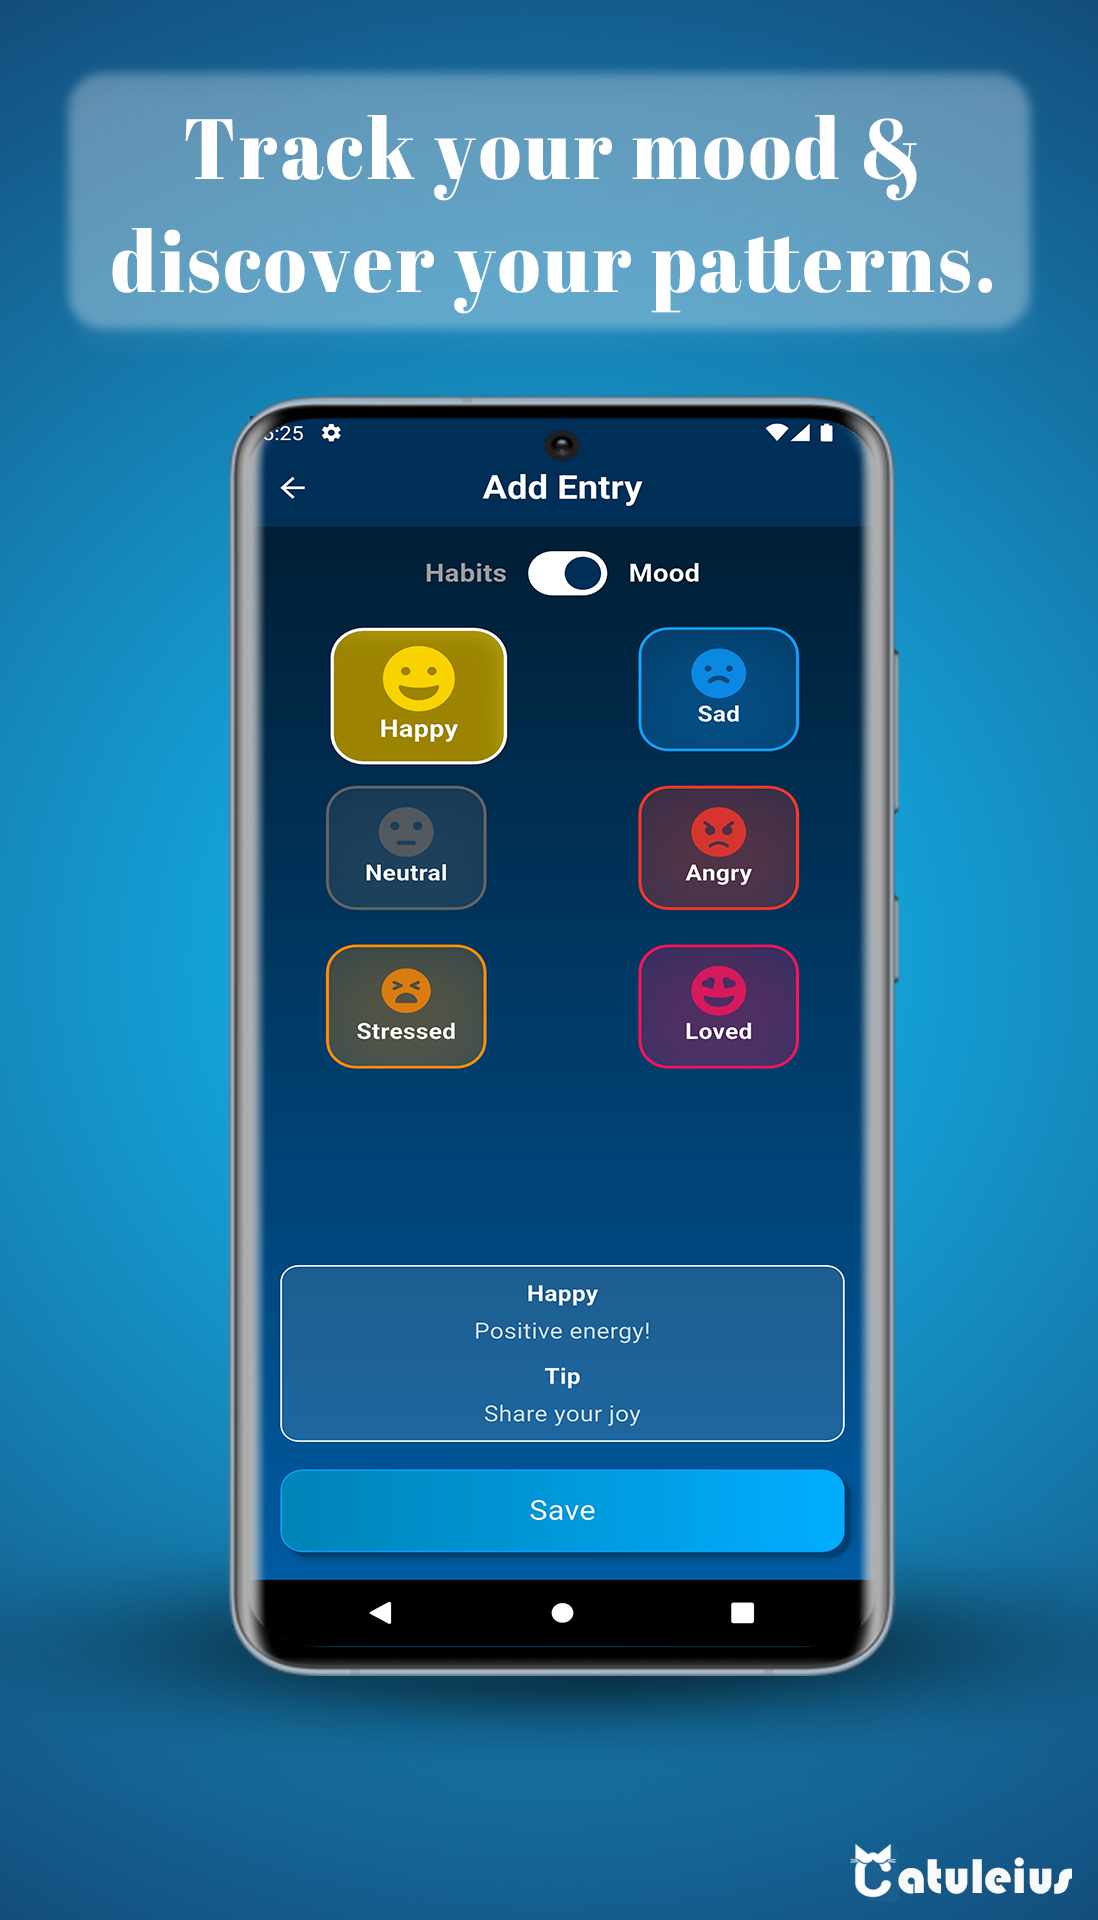 Track your mood &
discover your patterns.
:25
Add Entry
Habits Mood
Happy
Sad
Neutral
Angry
Stressed
Loved
Happy
Positive energy!
Tip
Share your joy
Save
Catuleius